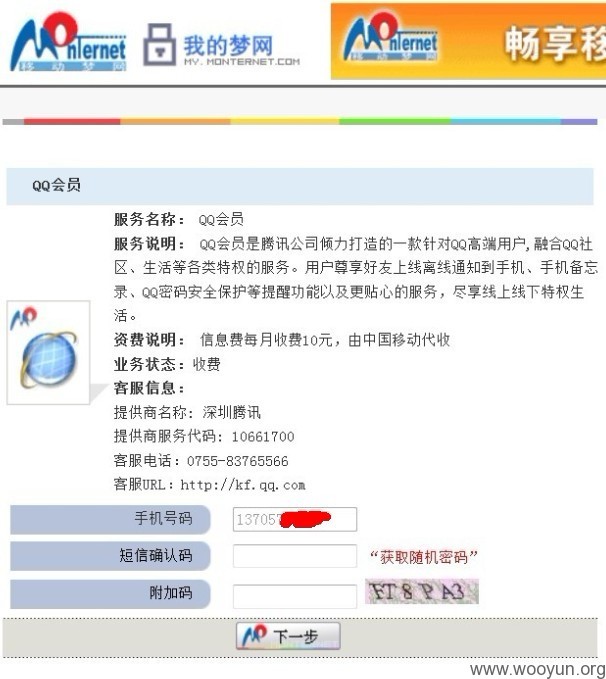 Monternet
移动梦网
我的梦网
MY. MONTERNET.COM
Monternet
移动梦网
畅享移
QQ会员
服务名称： QQ会员
服务说明： QQ会员是腾讯公司倾力打造的一款针对QQ高端用户,融合QQ社
区、生活等各类特权的服务。用户尊享好友上线离线通知到手机、手机备忘
录、QQ密码安全保护等提醒功能以及更贴心的服务，尽享线上线下特权生
活。
资费说明： 信息费每月收费10元，由中国移动代收
业务状态：收费
客服信息：
提供商名称: 深圳腾讯
提供商服务代码: 10661700
客服电话：0755-83765566
客服URL：http://kf.qq.com
手机号码 13705
短信确认码 “获取随机密码”
附加码 FT8PA3
下一步
www.wooyun.org